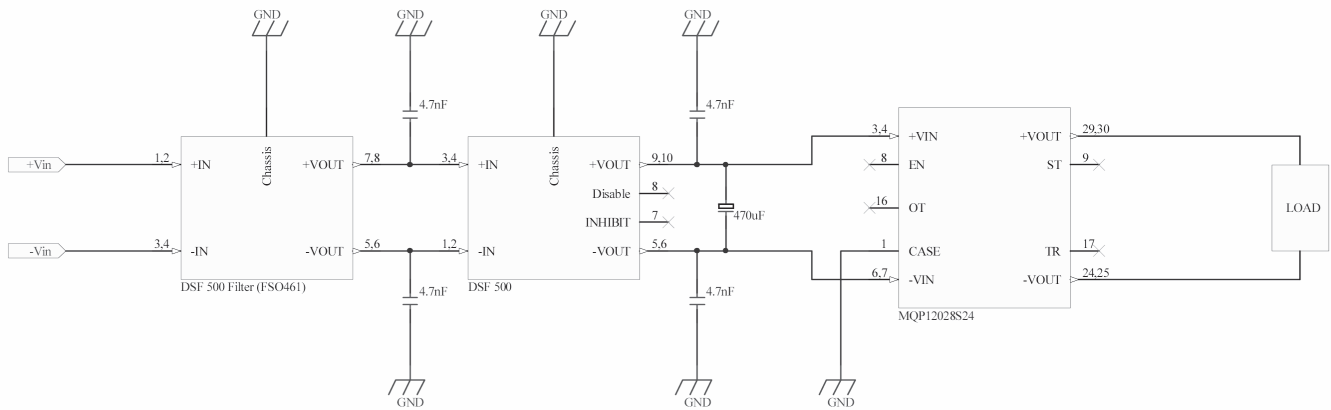 GND
GND
GND
GND
GND
4.7nF
4.7nF
+Vin
1,2
+IN
Chassis
+VOUT
7,8
3,4
+IN
Chassis
+VOUT
9,10
3,4
+VIN
+VOUT
29,30
8
EN
ST
9
Disable
8
16
OT
470uF
LOAD
INHIBIT
7
-Vin
3,4
-IN
-VOUT
5,6
1,2
-IN
-VOUT
5,6
1
CASE
TR
17
6,7
-VIN
-VOUT
24,25
DSF 500 Filter (FSO461)
DSF 500
4.7nF
4.7nF
MQP12028S24
GND
GND
GND